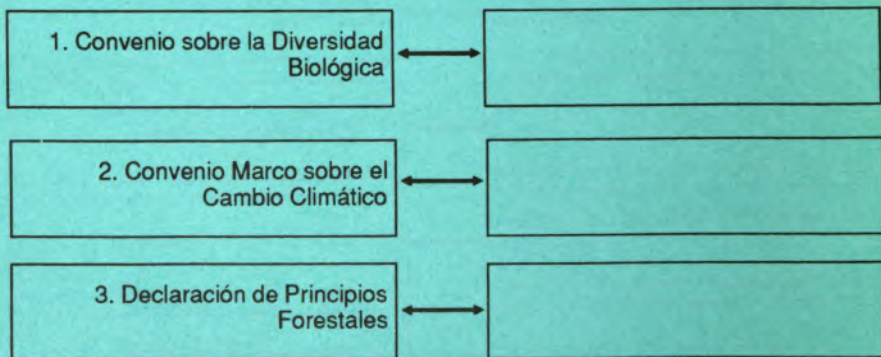 1. Convenio sobre la Diversidad
Biológica
2. Convenio Marco sobre el
Cambio Climático
3. Declaración de Principios
Forestales